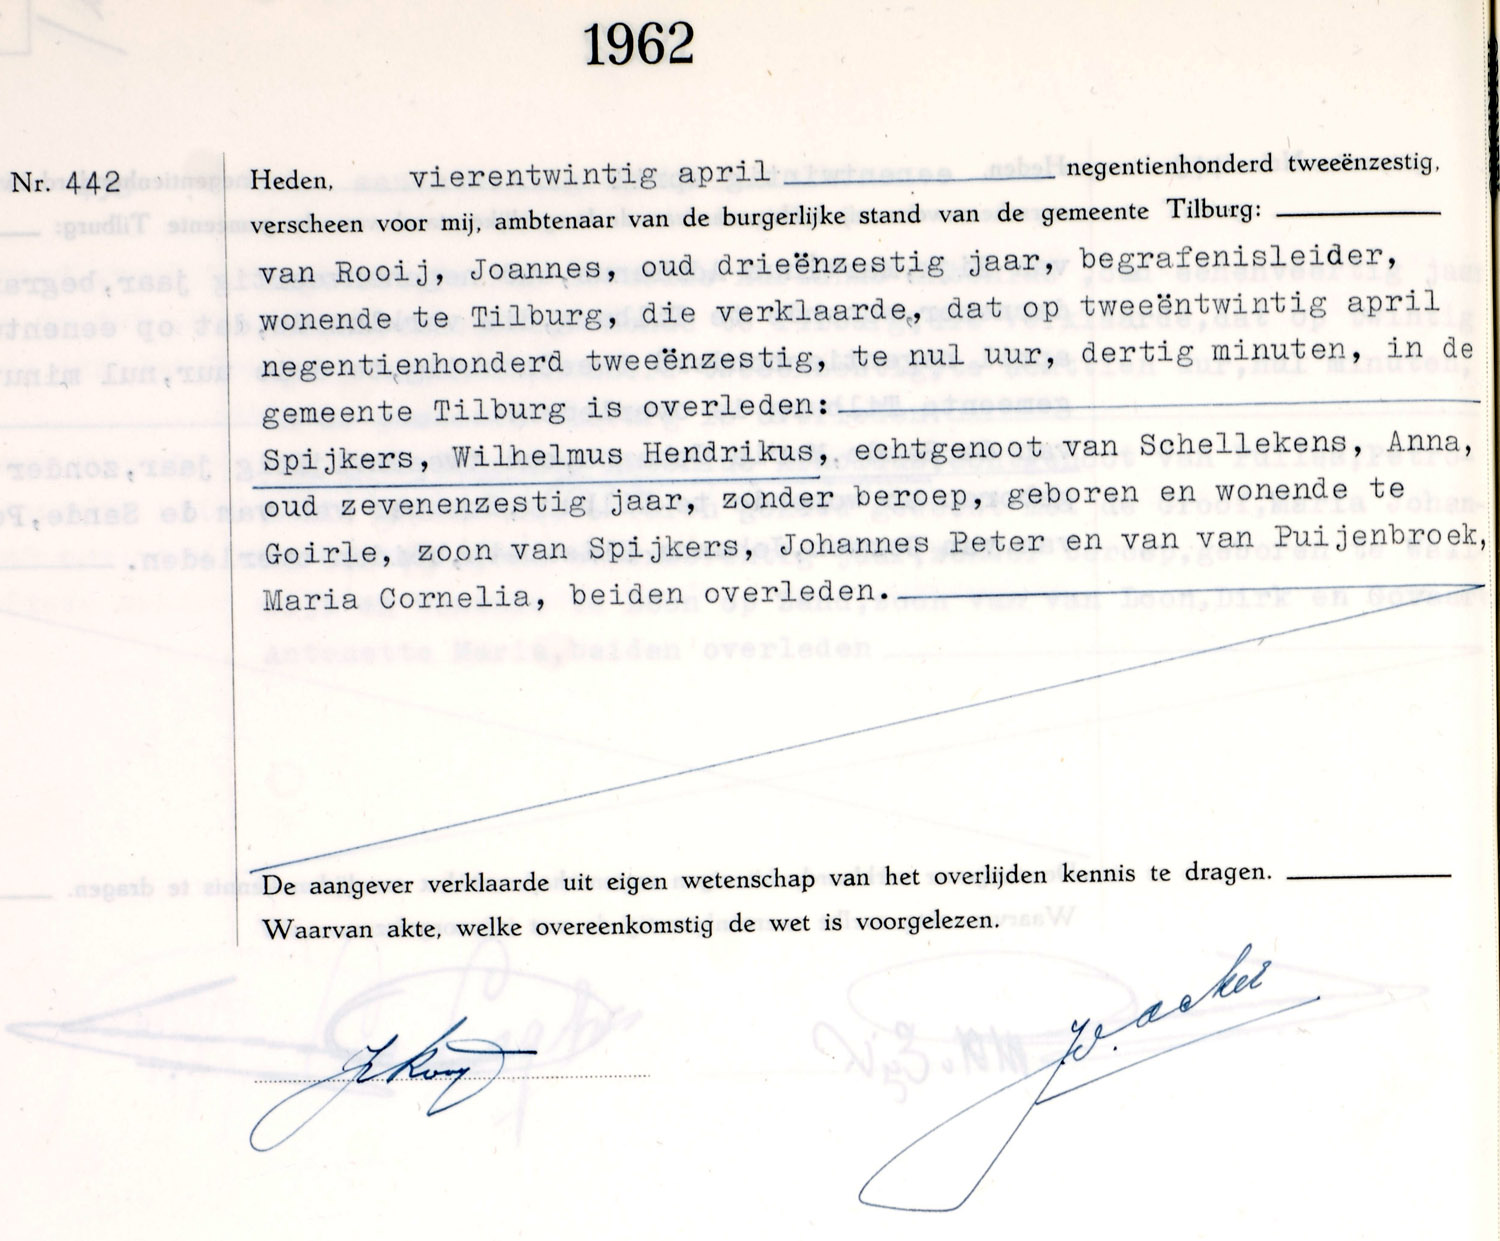 1962
Nr. 442
Heden, vierentwintig april negentienhonderd tweeënzestig,
verscheen voor mij, ambtenaar van de burgerlijke stand van de gemeente Tilburg:
van Rooij, Joannes, oud drieënzestig jaar, begrafenisleider,
wonende te Tilburg, die verklaarde, dat op tweeëntwintig april
negentienhonderd tweeënzestig, te nul uur, dertig minuten, in de
gemeente Tilburg is overleden:
Spijkers, Wilhelmus Hendrikus, echtgenoot van Schellekens, Anna,
oud zevenenzestig jaar, zonder beroep, geboren en wonende te
Goirle, zoon van Spijkers, Johannes Peter en van van Puijenbroek,
Maria Cornelia, beiden overleden.
De aangever verklaarde uit eigen wetenschap van het overlijden kennis te dragen.
Waarvan akte, welke overeenkomstig de wet is voorgelezen.